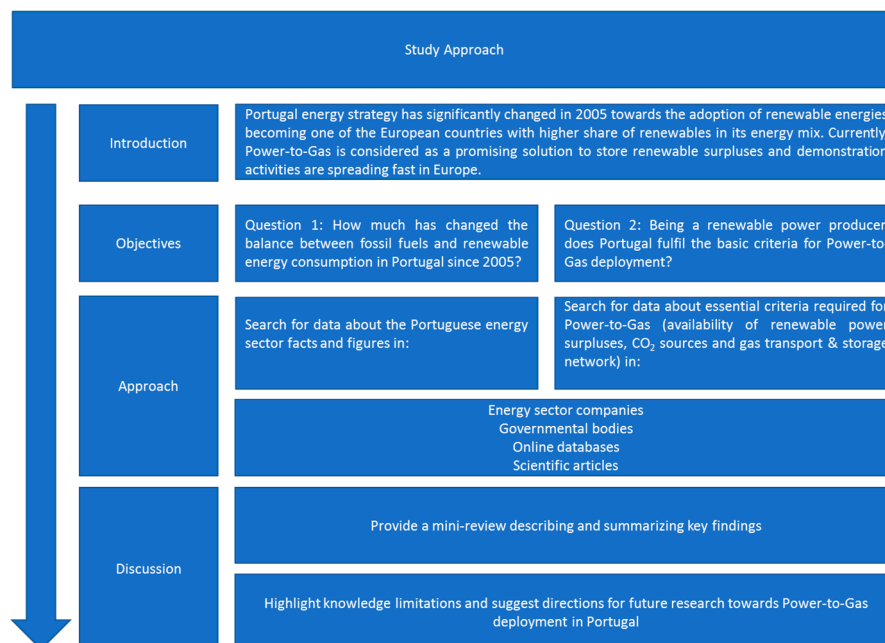 Study Approach
Introduction
Portugal energy strategy has significantly changed in 2005 towards the adoption of renewable energies
becoming one of the European countries with higher share of renewables in its energy mix. Currently
Power-to-Gas is considered as a promising solution to store renewable surpluses and demonstration
activities are spreading fast in Europe.
Objectives
Question 1: How much has changed the
balance between fossil fuels and renewable
energy consumption in Portugal since 2005?
Question 2: Being a renewable power producer
does Portugal fulfil the basic criteria for Power-to-
Gas deployment?
Approach
Search for data about the Portuguese energy
sector facts and figures in:
Search for data about essential criteria required for
Power-to-Gas (availability of renewable power
surpluses, CO₂ sources and gas transport & storage
network) in:
Energy sector companies
Governmental bodies
Online databases
Scientific articles
Discussion
Provide a mini-review describing and summarizing key findings
Highlight knowledge limitations and suggest directions for future research towards Power-to-Gas
deployment in Portugal